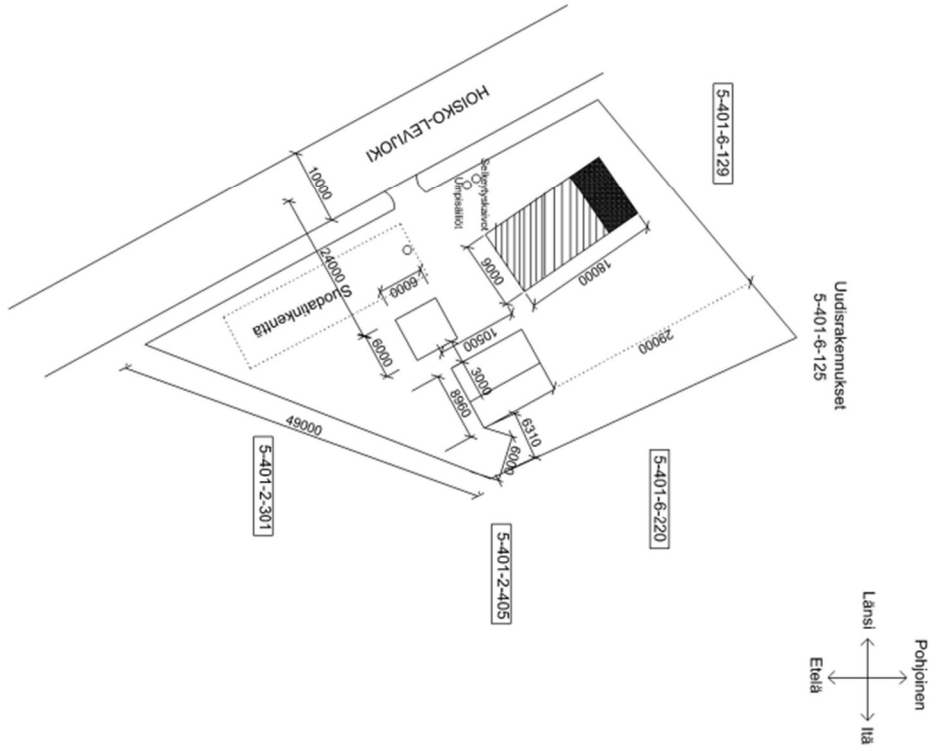 HOISKO-LEVIJOKI
5-401-6-129
Selkeytyskaivot
Umpisäiliöt
10000
24000
Suodatinkenttä
6000
9000
18000
Uudisrakennukset
5-401-6-125
10500
29000
6000
3000
8960
6310
6000
49000
5-401-2-301
5-401-6-220
5-401-2-405
Länsi
Pohjoinen
Etelä
Itä